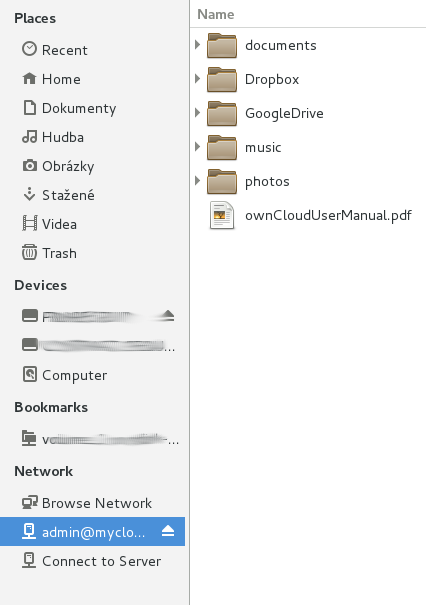 Places
Recent
Home
Dokumenty
Hudba
Obrázky
Stažené
Videa
Trash
Devices
Computer
Bookmarks
Network
Browse Network
admin@myclo...
Connect to Server
Name
documents
Dropbox
GoogleDrive
music
photos
ownCloudUserManual.pdf